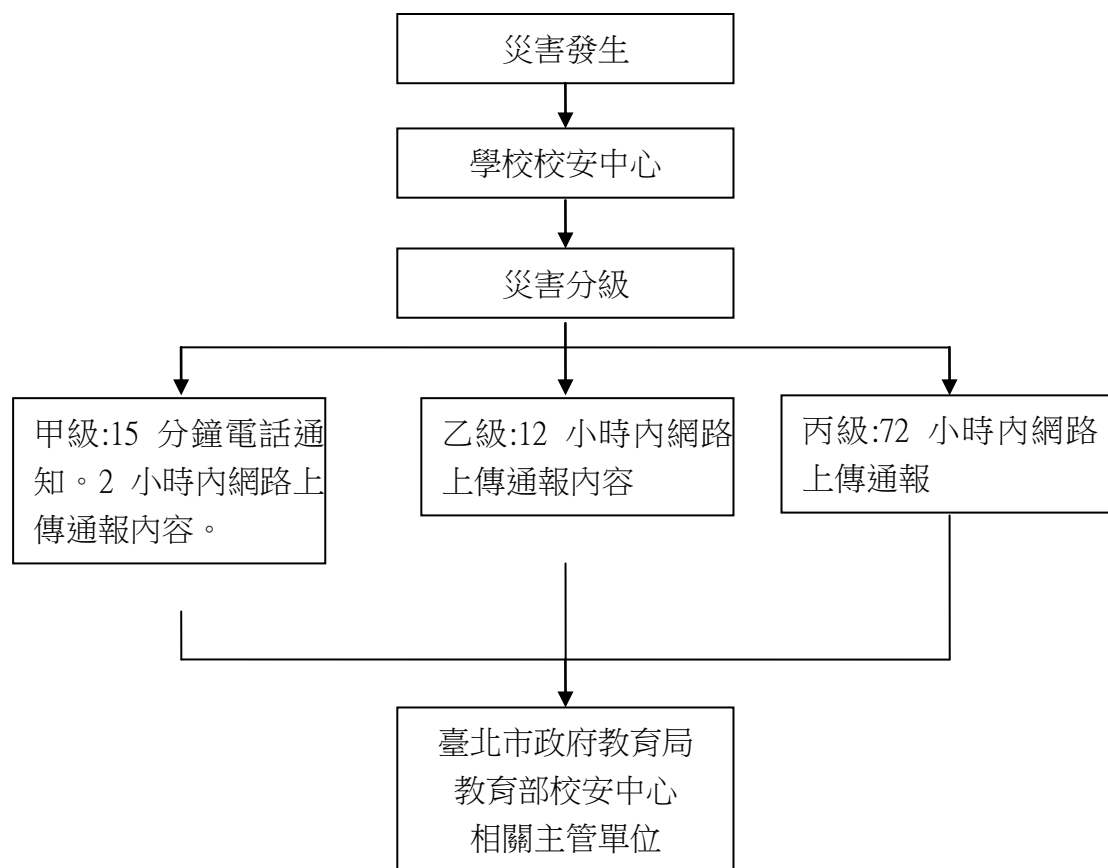 災害發生
學校校安中心
災害分級
甲級:15 分鐘電話通
知。2 小時內網路上
傳通報內容。
乙級:12 小時內網路
上傳通報內容
丙級:72 小時內網路
上傳通報
臺北市政府教育局
教育部校安中心
相關主管單位